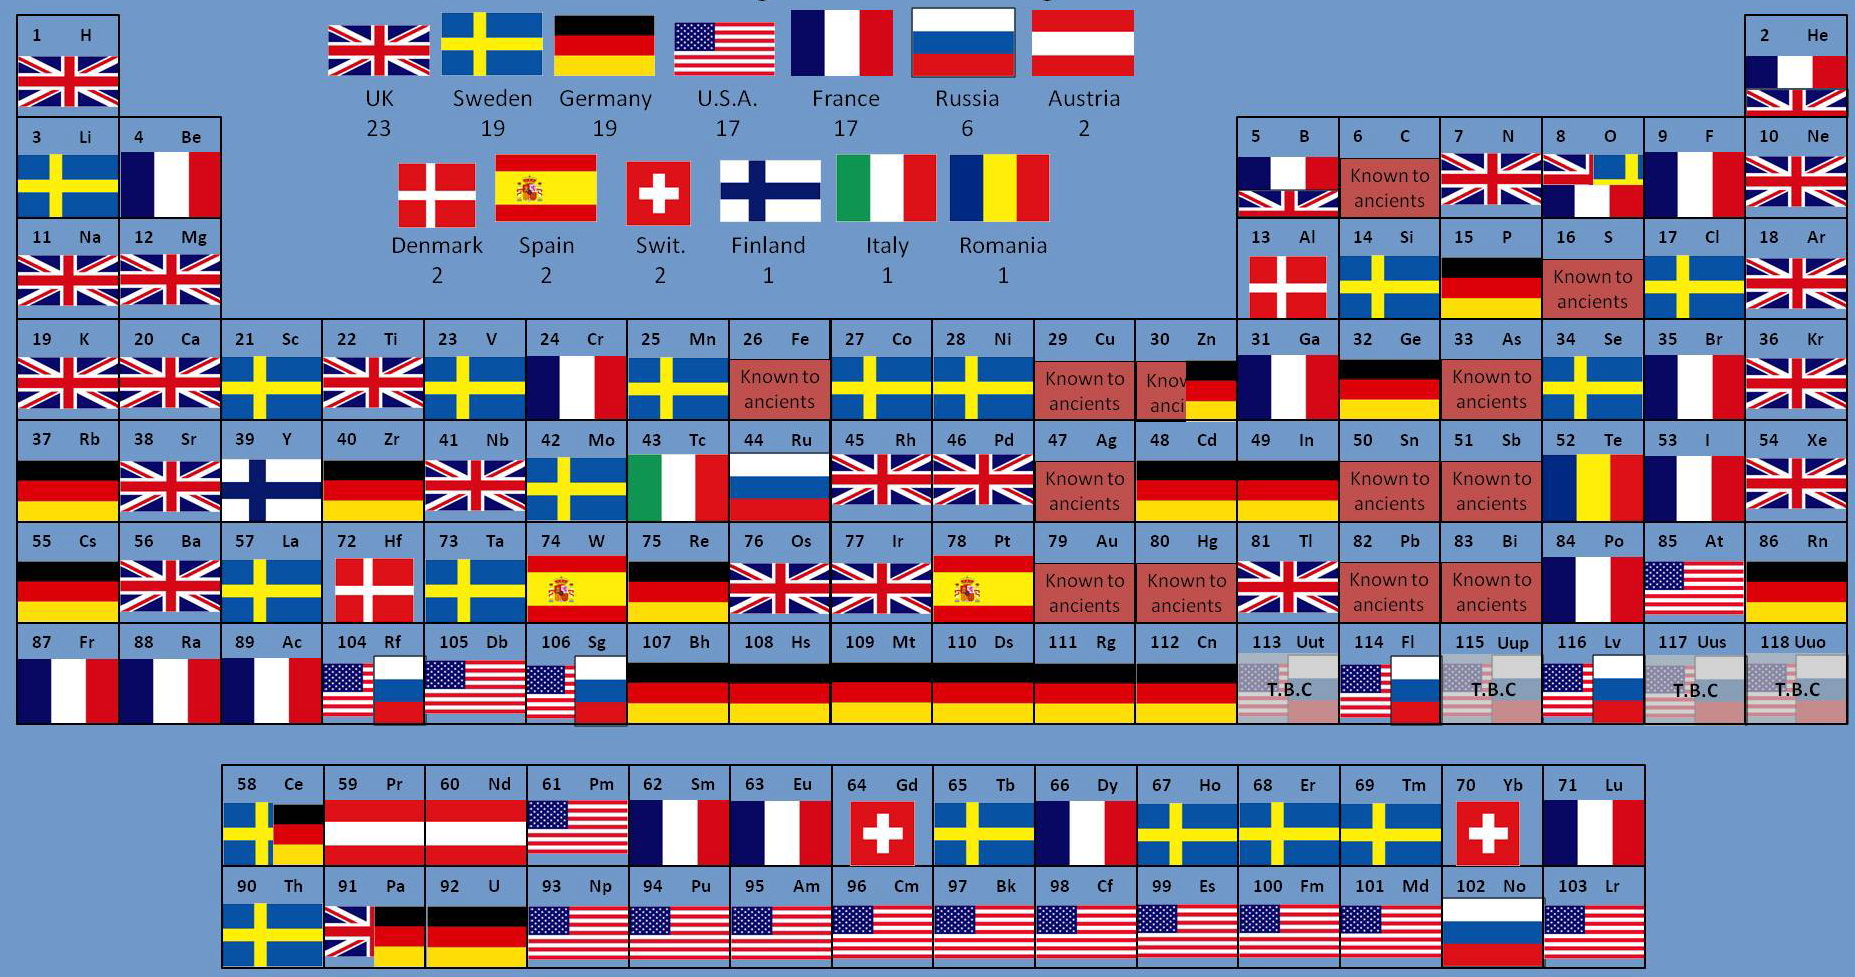 1 H
2 He
UK Sweden Germany U.S.A. France Russia Austria
23 19 19 17 17 6 2
3 Li 4 Be 5 B 6 C 7 N 8 O 9 F 10 Ne
Known to
ancients
Denmark Spain Swit. Finland Italy Romania
2 2 2 1 1 1
11 Na 12 Mg 13 Al 14 Si 15 P 16 S 17 Cl 18 Ar
Known to
ancients
19 K 20 Ca 21 Sc 22 Ti 23 V 24 Cr 25 Mn 26 Fe 27 Co 28 Ni 29 Cu 30 Zn 31 Ga 32 Ge 33 As 34 Se 35 Br 36 Kr
Known to Known to Know Known to
ancients ancients anci ancients
37 Rb 38 Sr 39 Y 40 Zr 41 Nb 42 Mo 43 Tc 44 Ru 45 Rh 46 Pd 47 Ag 48 Cd 49 In 50 Sn 51 Sb 52 Te 53 I 54 Xe
Known to Known to Known to
ancients ancients ancients
55 Cs 56 Ba 57 La 72 Hf 73 Ta 74 W 75 Re 76 Os 77 Ir 78 Pt 79 Au 80 Hg 81 Tl 82 Pb 83 Bi 84 Po 85 At 86 Rn
Known to Known to Known to Known to
ancients ancients ancients ancients
87 Fr 88 Ra 89 Ac 104 Rf 105 Db 106 Sg 107 Bh 108 Hs 109 Mt 110 Ds 111 Rg 112 Cn 113 Uut 114 Fl 115 Uup 116 Lv 117 Uus 118 Uuo
T.B.C T.B.C T.B.C T.B.C
58 Ce 59 Pr 60 Nd 61 Pm 62 Sm 63 Eu 64 Gd 65 Tb 66 Dy 67 Ho 68 Er 69 Tm 70 Yb 71 Lu
90 Th 91 Pa 92 U 93 Np 94 Pu 95 Am 96 Cm 97 Bk 98 Cf 99 Es 100 Fm 101 Md 102 No 103 Lr